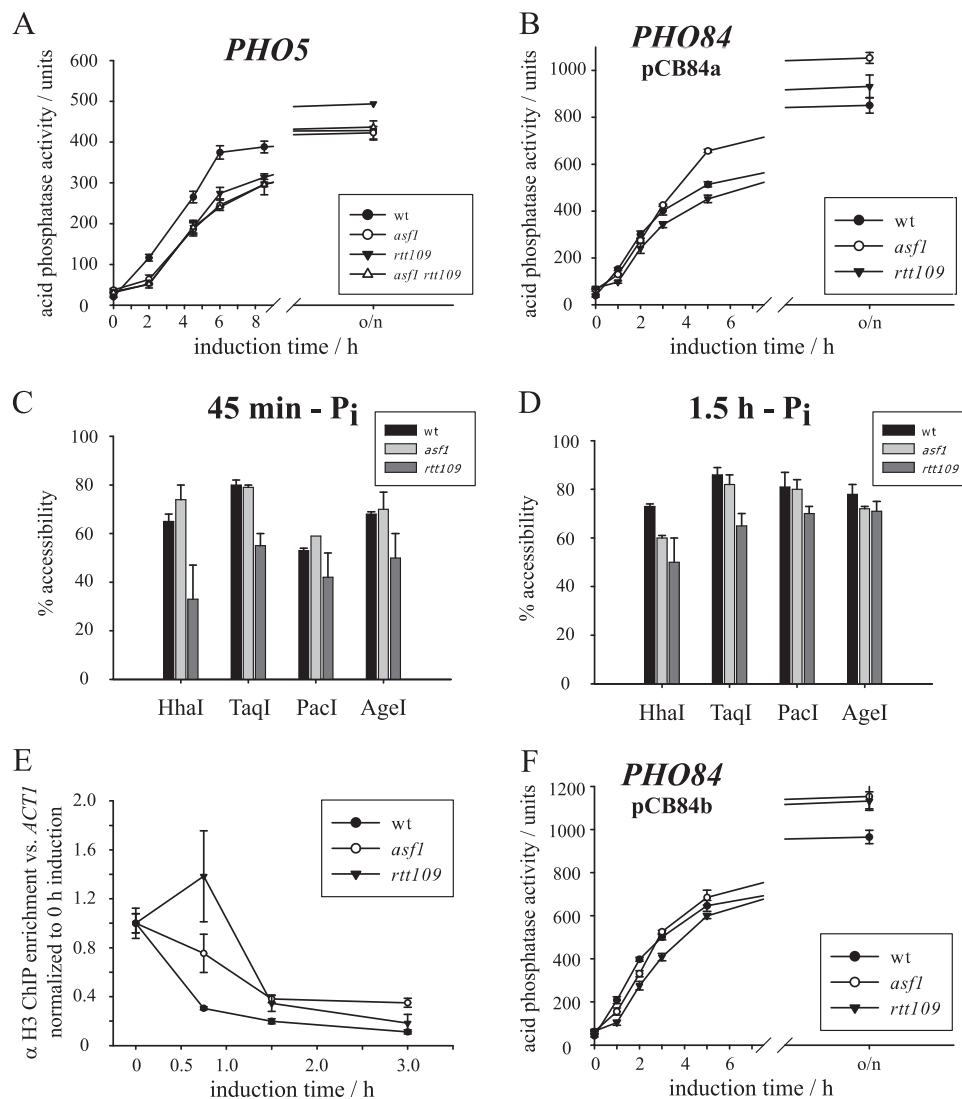 A
PHO5
acid phosphatase activity / units
600
500
400
300
200
100
0
0 2 4 6 8 o/n
induction time / h
wt
asf1
rtt109
asf1 rtt109
B
PHO84
pCB84a
acid phosphatase activity / units
1000
800
600
400
200
0
0 2 4 6 o/n
induction time / h
wt
asf1
rtt109
C
45 min - Pi
% accessibility
100
80
60
40
20
0
HhaI TaqI PacI AgeI
wt
asf1
rtt109
D
1.5 h - Pi
% accessibility
100
80
60
40
20
0
HhaI TaqI PacI AgeI
wt
asf1
rtt109
E
α H3 ChIP enrichment vs. ACT1
normalized to 0 h induction
2.0
1.6
1.2
0.8
0.4
0
0 0.5 1.0 2.0 3.0
induction time / h
wt
asf1
rtt109
F
PHO84
pCB84b
acid phosphatase activity / units
1200
1000
800
600
400
200
0
0 2 4 6 o/n
induction time / h
wt
asf1
rtt109